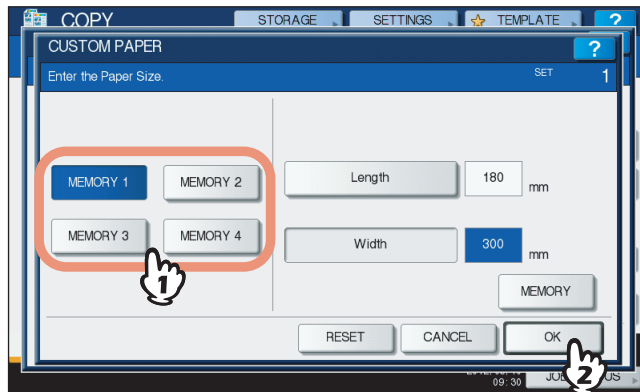 COPY STORAGE SETTINGS TEMPLATE ?
CUSTOM PAPER ?
Enter the Paper Size. SET 1
MEMORY 1 MEMORY 2 Length 180 mm
MEMORY 3 MEMORY 4 Width 300 mm
1
MEMORY
RESET CANCEL OK
2
09:30